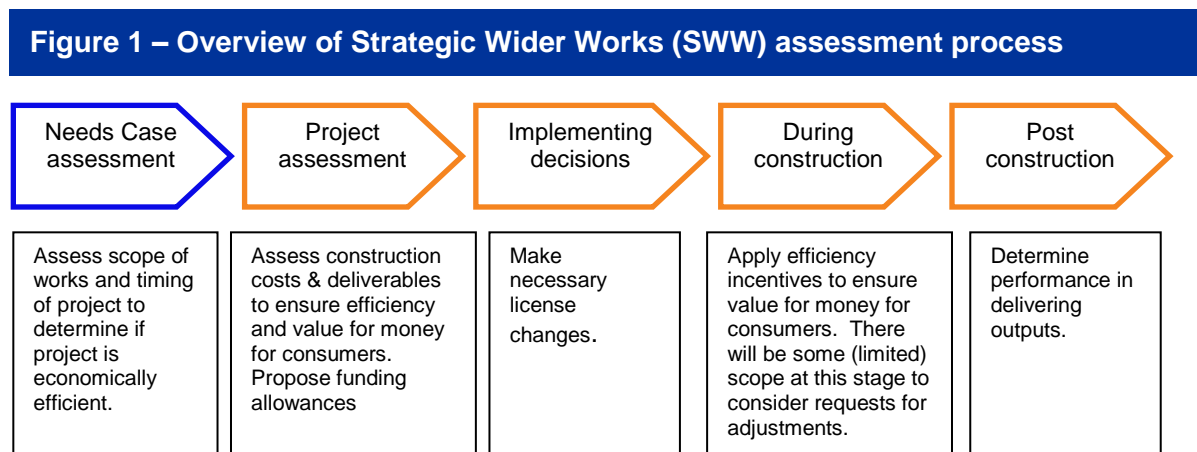 Figure 1 – Overview of Strategic Wider Works (SWW) assessment process
Needs Case
assessment
Project
assessment
Implementing
decisions
During
construction
Post
construction
Assess scope of
works and timing
of project to
determine if
project is
economically
efficient.
Assess construction
costs & deliverables
to ensure efficiency
and value for money
for consumers.
Propose funding
allowances
Make
necessary
license
changes.
Apply efficiency
incentives to ensure
value for money for
consumers.  There
will be some (limited)
scope at this stage to
consider requests for
adjustments.
Determine
performance in
delivering
outputs.